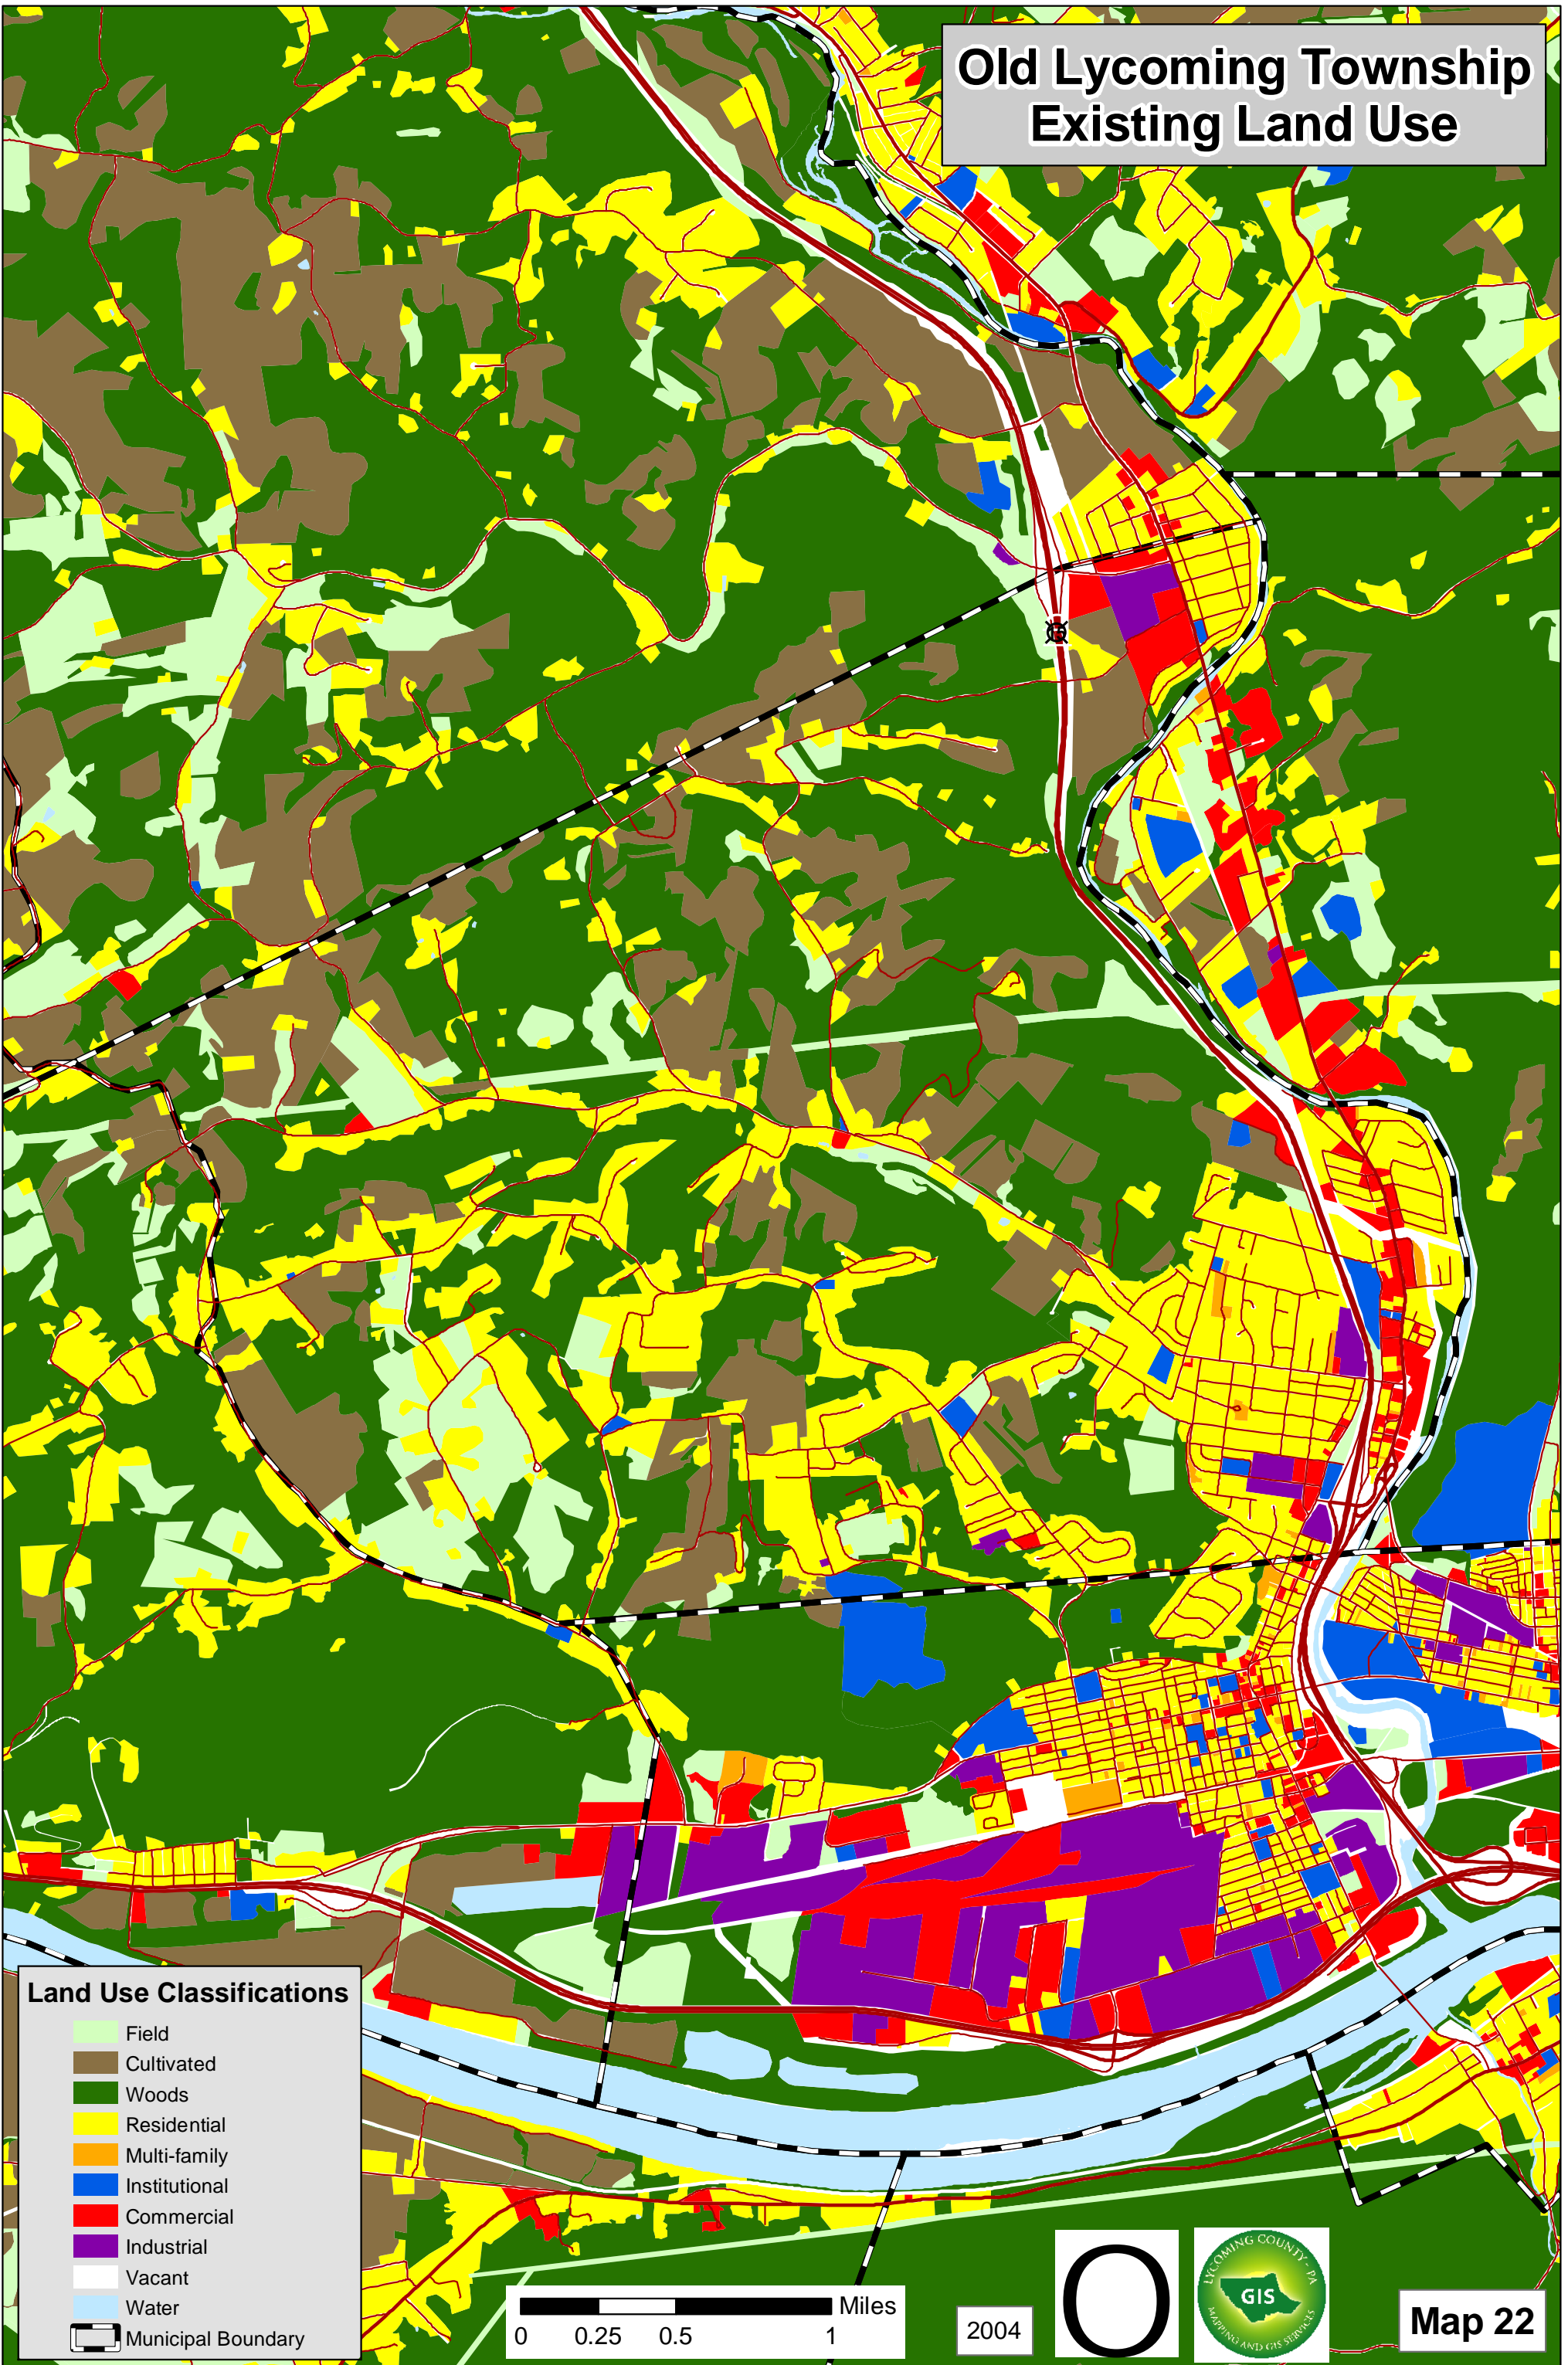 Old Lycoming Township
Existing Land Use
15
Land Use Classifications
Field
Cultivated
Woods
Residential
Multi-family
Institutional
Commercial
Industrial
Vacant
Water
Municipal Boundary
Miles
0 0.25 0.5 1
2004
O
LYCOMING COUNTY - PA
GIS
MAPPING AND GIS SERVICES
Map 22